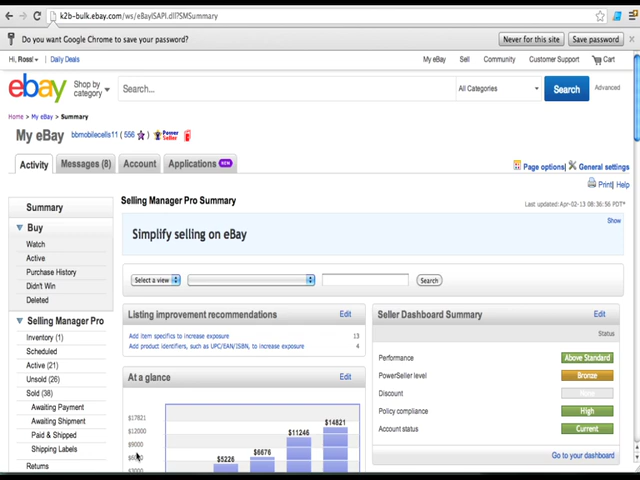 k2b-bulk.ebay.com/ws/eBayISAPI.dll?SMSummary
Do you want Google Chrome to save your password?
Never for this site
Save password
Hi, Ross!
Daily Deals
My eBay
Sell
Community
Customer Support
Cart
ebay
Shop by category
Search...
All Categories
Search
Advanced
Home > My eBay > Summary
My eBay
bbmobilecells11 ( 556
Power Seller
Activity
Messages (8)
Account
Applications
NEW
Page options
General settings
Print
Help
Summary
Selling Manager Pro Summary
Last updated: Apr-02-13 08:36:56 PDT
Show
Simplify selling on eBay
Buy
Watch
Active
Purchase History
Didn't Win
Deleted
Select a view
Search
Listing improvement recommendations
Edit
Add item specifics to increase exposure
13
Add product identifiers, such as UPC/EAN/ISBN, to increase exposure
4
Seller Dashboard Summary
Edit
Status
Performance
Above Standard
PowerSeller level
Bronze
Discount
Policy compliance
High
Account status
Current
Go to your dashboard
Selling Manager Pro
Inventory (1)
Scheduled
Active (21)
Unsold (26)
Sold (38)
Awaiting Payment
Awaiting Shipment
Paid & Shipped
Shipping Labels
Returns
At a glance
Edit
$17821
$12000
$9000
$3000
$5226
$6676
$11246
$14821